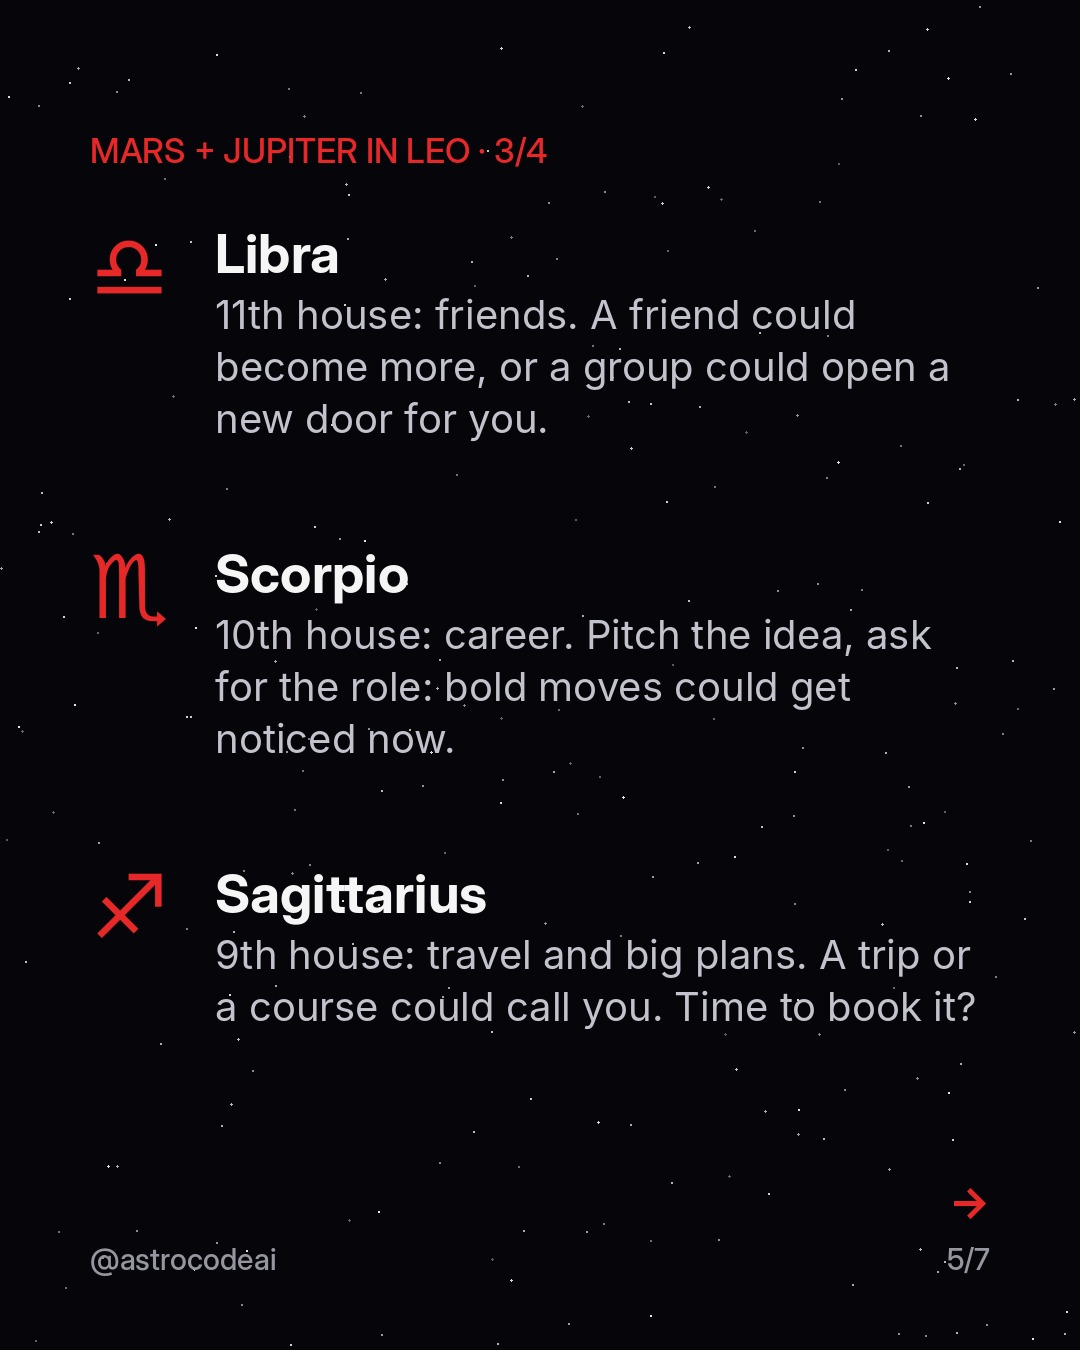 MARS + JUPITER IN LEO · 3/4
♎ Libra
11th house: friends. A friend could
become more, or a group could open a
new door for you.
♏ Scorpio
10th house: career. Pitch the idea, ask
for the role: bold moves could get
noticed now.
♐ Sagittarius
9th house: travel and big plans. A trip or
a course could call you. Time to book it?
→
@astrocodeai
5/7